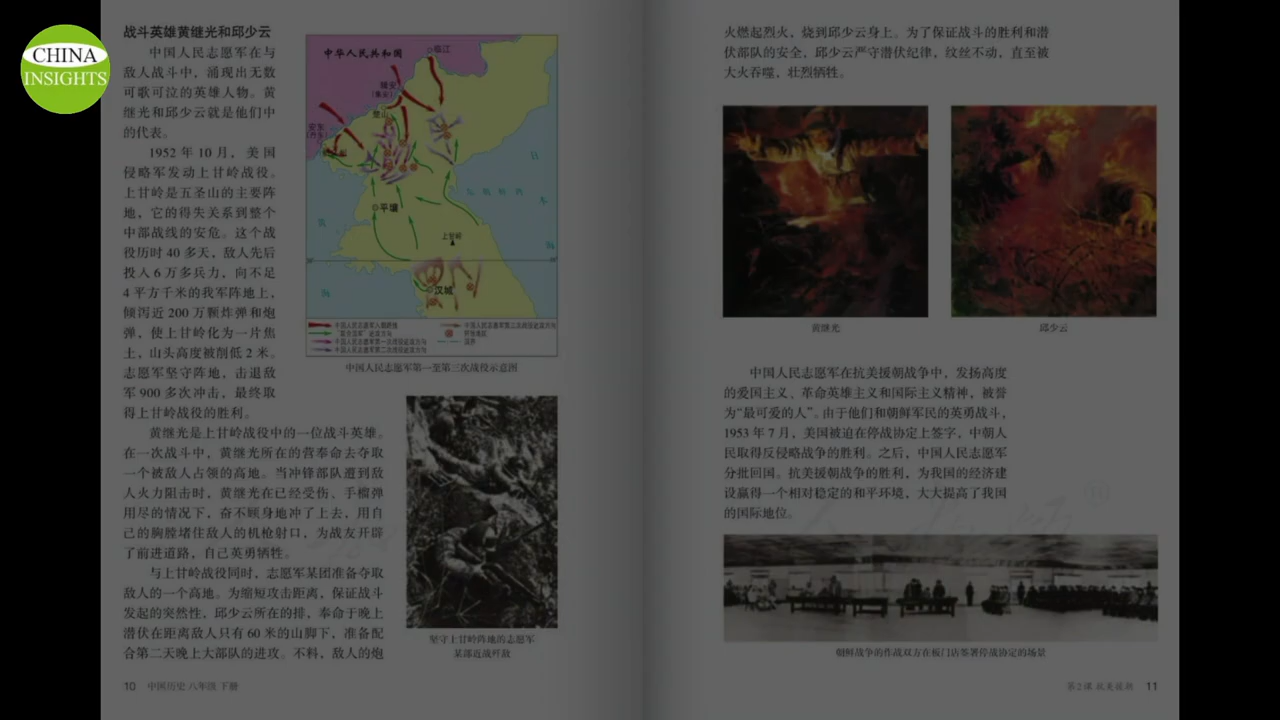 CHINA
INSIGHTS
战斗英雄黄继光和邱少云
中国人民志愿军在与
敌人战斗中，涌现出无数
可歌可泣的英雄人物。黄
继光和邱少云就是他们中
的代表。
1952 年 10 月，美国
侵略军发动上甘岭战役。
上甘岭是五圣山的主要阵
地，它的得失关系到整个
中部战线的安危。这个战
役历时 40 多天，敌人先后
投入 6 万多兵力，向不足
4 平方千米的我军阵地上，
倾泻近 200 万颗炸弹和炮
弹，使上甘岭化为一片焦
土，山头高度被削低 2 米。
志愿军坚守阵地，击退敌
军 900 多次冲击，最终取
得上甘岭战役的胜利。
黄继光是上甘岭战役中的一位战斗英雄。
在一次战斗中，黄继光所在的营奉命去夺取
一个被敌人占领的高地。当冲锋部队遭到敌
人火力阻击时，黄继光在已经受伤、手榴弹
用尽的情况下，奋不顾身地冲了上去，用自
己的胸膛堵住敌人的机枪射口，为战友开辟
了前进道路，自己英勇牺牲。
与上甘岭战役同时，志愿军某团准备夺取
敌人的一个高地。为缩短攻击距离，保证战斗
发起的突然性，邱少云所在的排，奉命于晚上
潜伏在距离敌人只有 60 米的山脚下，准备配
合第二天晚上大部队的进攻。不料，敌人的炮
中华人民共和国
临江
辑安
楚山
安东
平壤
上甘岭
汉城
日
本
海
中国人民志愿军第一至第三次战役示意图
坚守上甘岭阵地的志愿军
某部近战歼敌
10 中国历史 八年级 下册
火燃起烈火，烧到邱少云身上。为了保证战斗的胜利和潜
伏部队的安全，邱少云严守潜伏纪律，纹丝不动，直至被
大火吞噬，壮烈牺牲。
黄继光
邱少云
中国人民志愿军在抗美援朝战争中，发扬高度
的爱国主义、革命英雄主义和国际主义精神，被誉
为“最可爱的人”。由于他们和朝鲜军民的英勇战斗，
1953 年 7 月，美国被迫在停战协定上签字，中朝人
民取得反侵略战争的胜利。之后，中国人民志愿军
分批回国。抗美援朝战争的胜利，为我国的经济建
设赢得一个相对稳定的和平环境，大大提高了我国
的国际地位。
朝鲜战争的作战双方在板门店签署停战协定的场景
第2课 抗美援朝 11